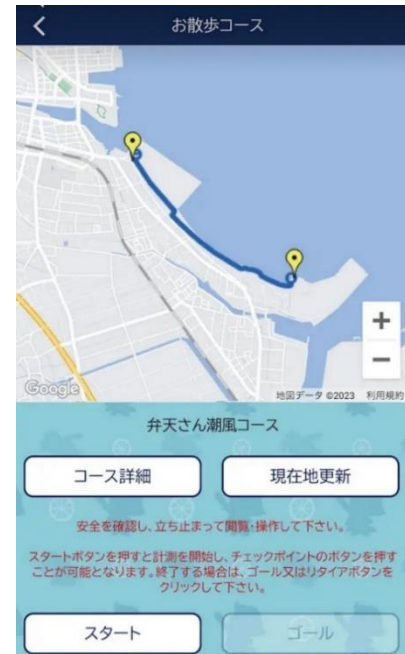 お散歩コース
Google
地図データ ©2023 利用規約
弁天さん潮風コース
コース詳細
現在地更新
安全を確認し、立ち止まって閲覧・操作して下さい。
スタートボタンを押すと計測を開始し、チェックポイントのボタンを押す
ことが可能となります。終了する場合は、ゴール又はリタイアボタンを
クリックして下さい。
スタート
ゴール